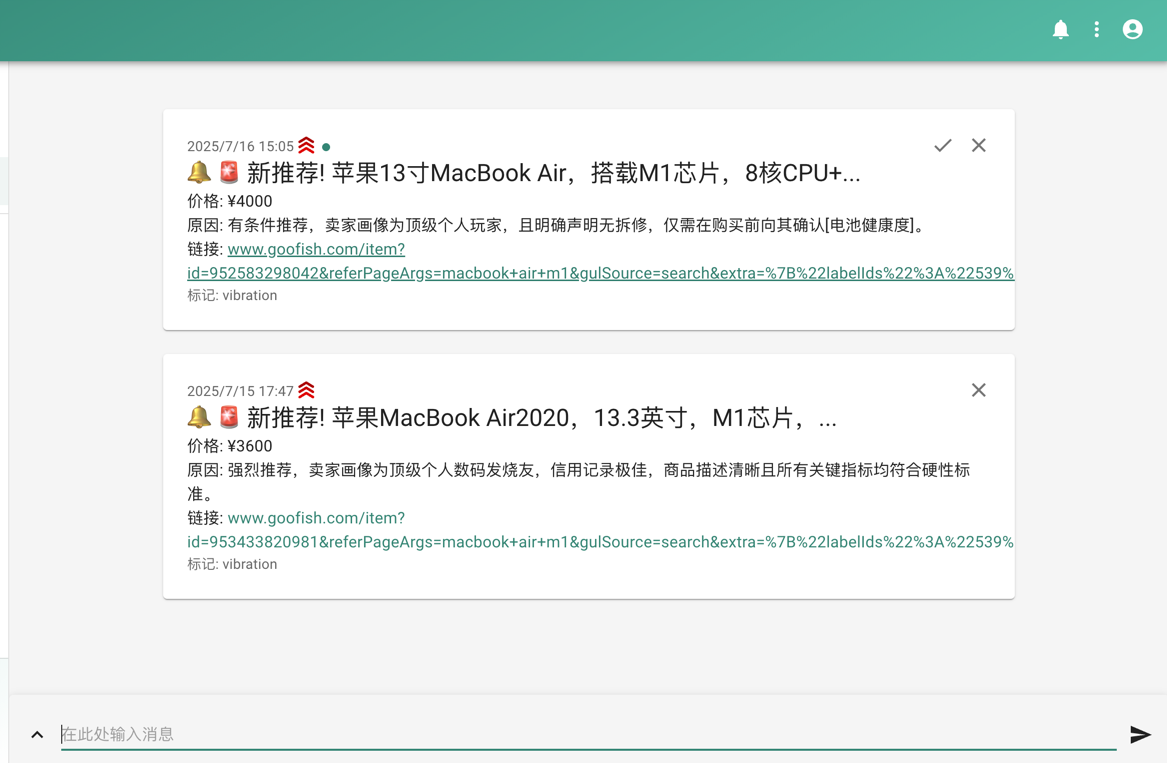 2025/7/16 15:05
🔔 🚨 新推荐! 苹果13寸MacBook Air，搭载M1芯片，8核CPU+...
价格: ¥4000
原因: 有条件推荐，卖家画像为顶级个人玩家，且明确声明无拆修，仅需在购买前向其确认[电池健康度]。
链接: www.goofish.com/item?
id=952583298042&referPageArgs=macbook+air+m1&gulSource=search&extra=%7B%22labelIds%22%3A%22539%
标记: vibration
2025/7/15 17:47
🔔 🚨 新推荐! 苹果MacBook Air2020，13.3英寸，M1芯片，...
价格: ¥3600
原因: 强烈推荐，卖家画像为顶级个人数码发烧友，信用记录极佳，商品描述清晰且所有关键指标均符合硬性标
准。
链接: www.goofish.com/item?
id=953433820981&referPageArgs=macbook+air+m1&gulSource=search&extra=%7B%22labelIds%22%3A%22539%
标记: vibration
在此处输入消息